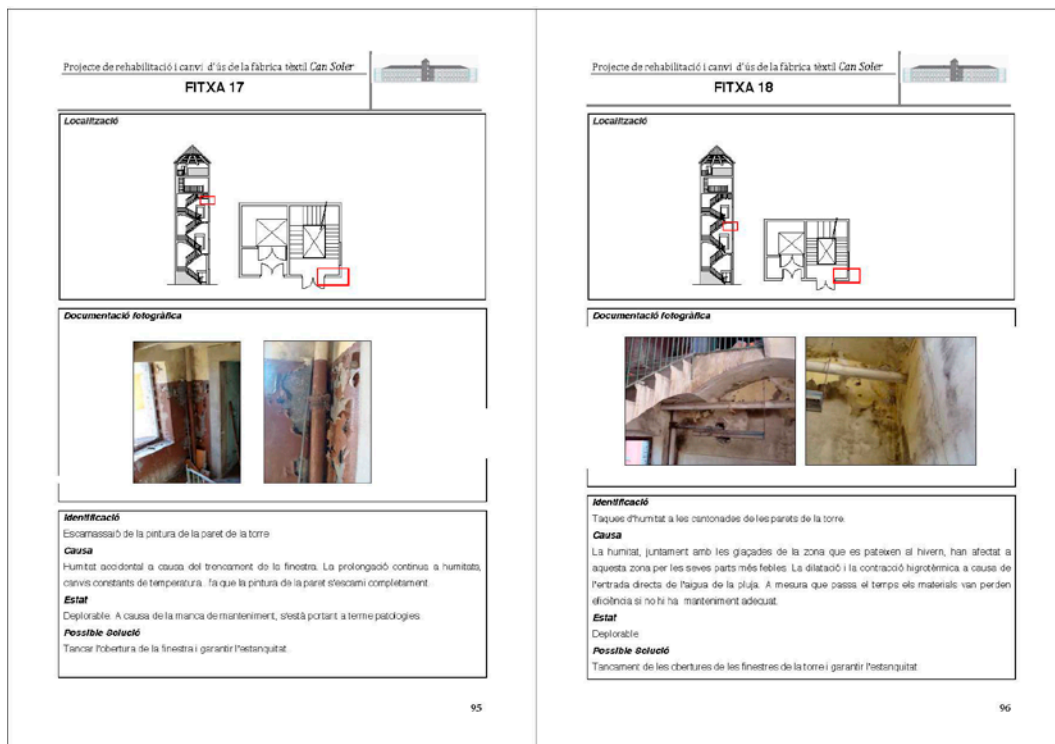 Projecte de rehabilitació i canvi d'ús de la fàbrica tèxtil Can Soler
FITXA 17
Localització
Documentació fotogràfica
Identificació
Escamassaió de la pintura de la paret de la torre
Causa
Humitat accidental a causa del trencament de la finestra. La prolongació continua a humitats,
canvis constants de temperatura. Fa que la pintura de la paret s'escami completament.
Estat
Deplorable. A causa de la manca de manteniment, s'està portant a terme patologies.
Possible Solució
Tancar l'obertura de la finestra i garantir l'estanquitat.
95
Projecte de rehabilitació i canvi d'ús de la fàbrica tèxtil Can Soler
FITXA 18
Localització
Documentació fotogràfica
Identificació
Taques d'humitat a les cantonades de les parets de la torre.
Causa
La humitat, juntament amb les glaçades de la zona que es pateixen al hivern, han afectat a
aquesta zona per les seves parts més febles. La dilatació i la contracció higrotèrmica a causa de
l'entrada directa de l'aigua de la pluja. A mesura que passa el temps els materials van perden
eficiència si no hi ha manteniment adequat.
Estat
Deplorable
Possible Solució
Tancament de les obertures de les finestres de la torre i garantir l'estanquitat
96